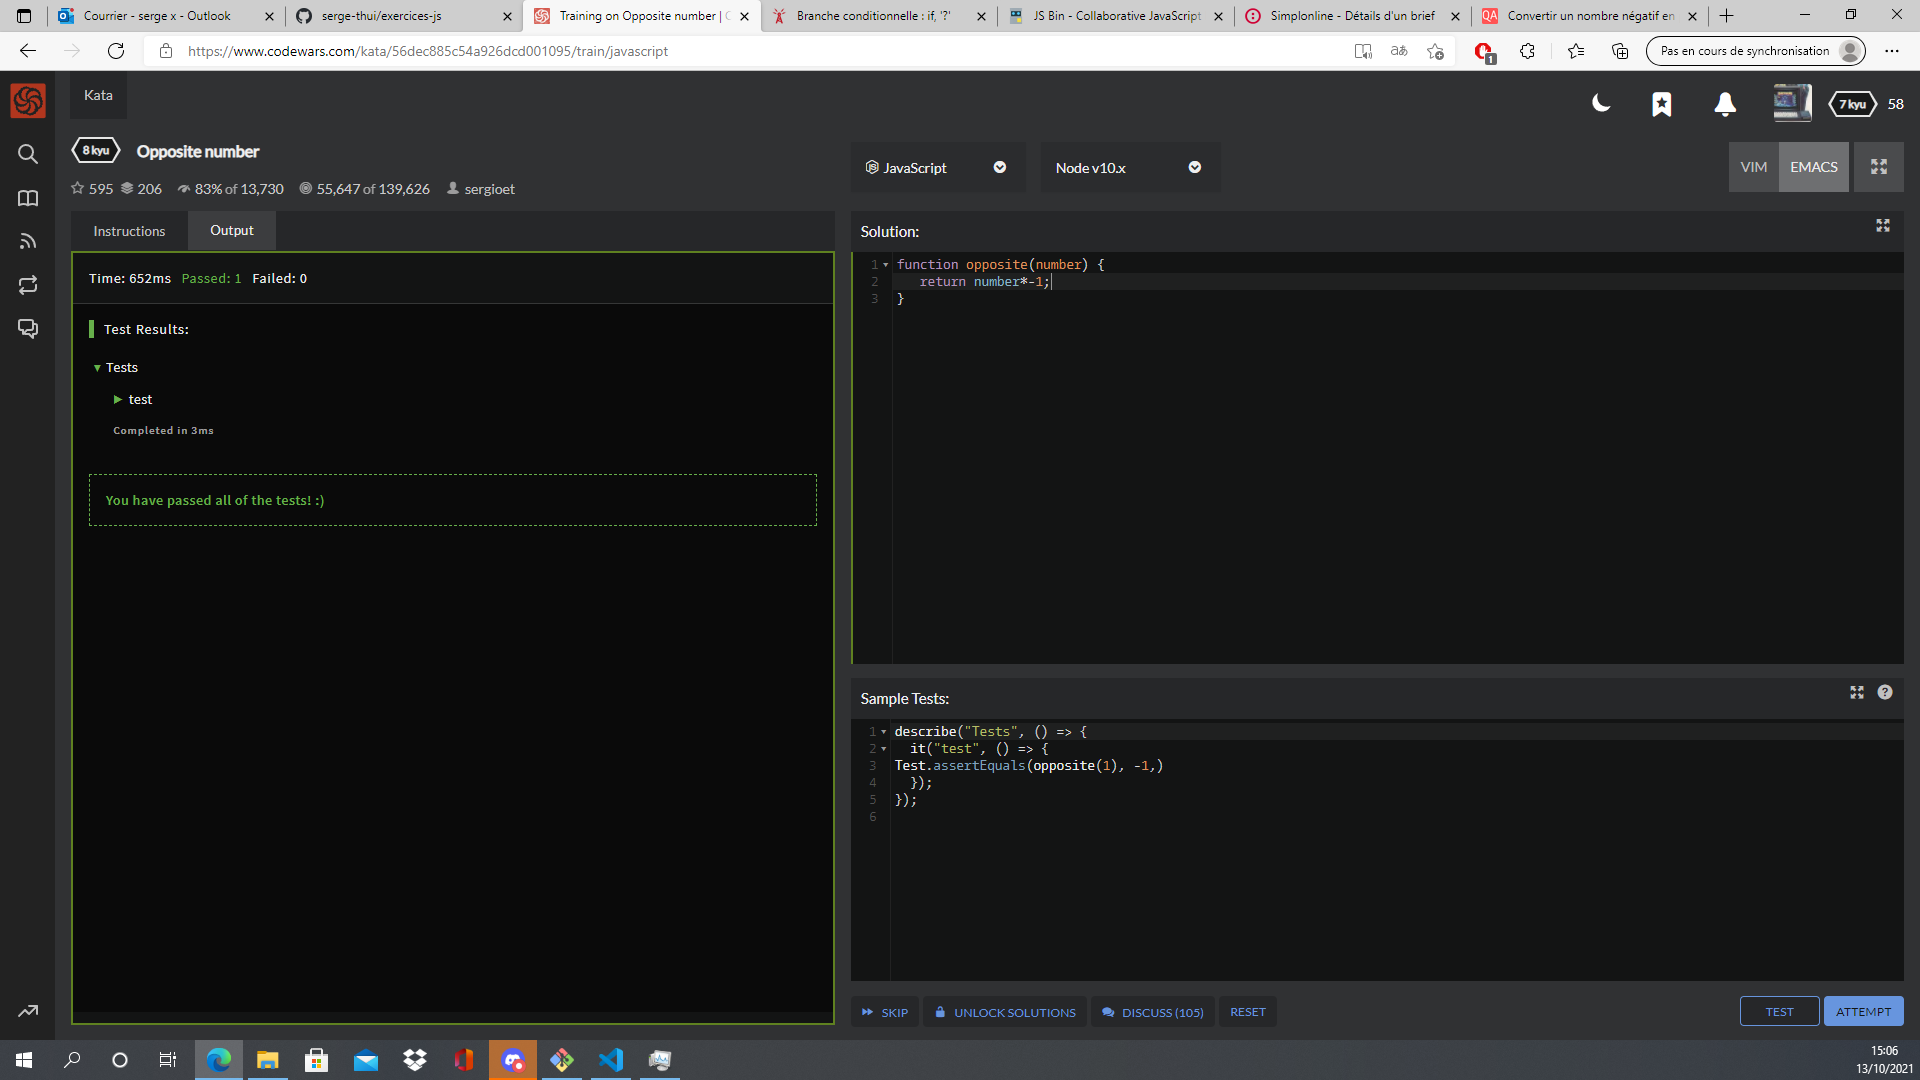 Courrier - serge x - Outlook
serge-thui/exercices-js
Training on Opposite number | C
Branche conditionnelle : if, '?'
JS Bin - Collaborative JavaScript
Simplonline - Détails d'un brief
QA Convertir un nombre négatif en
https://www.codewars.com/kata/56dec885c54a926dcd001095/train/javascript
aあ
1
Pas en cours de synchronisation
Kata
7 kyu 58
8 kyu Opposite number
595 206 83% of 13,730 55,647 of 139,626 sergioet
JavaScript
Node v10.x
VIM EMACS
Instructions Output
Time: 652ms Passed: 1 Failed: 0
Test Results:
▼ Tests
▶ test
Completed in 3ms
You have passed all of the tests! :)
Solution:
1 function opposite(number) {
2 return number*-1;
3 }
Sample Tests:
1 describe("Tests", () => {
2 it("test", () => {
3 Test.assertEquals(opposite(1), -1,)
4 });
5 });
6
SKIP UNLOCK SOLUTIONS DISCUSS (105) RESET
TEST ATTEMPT
15:06
13/10/2021